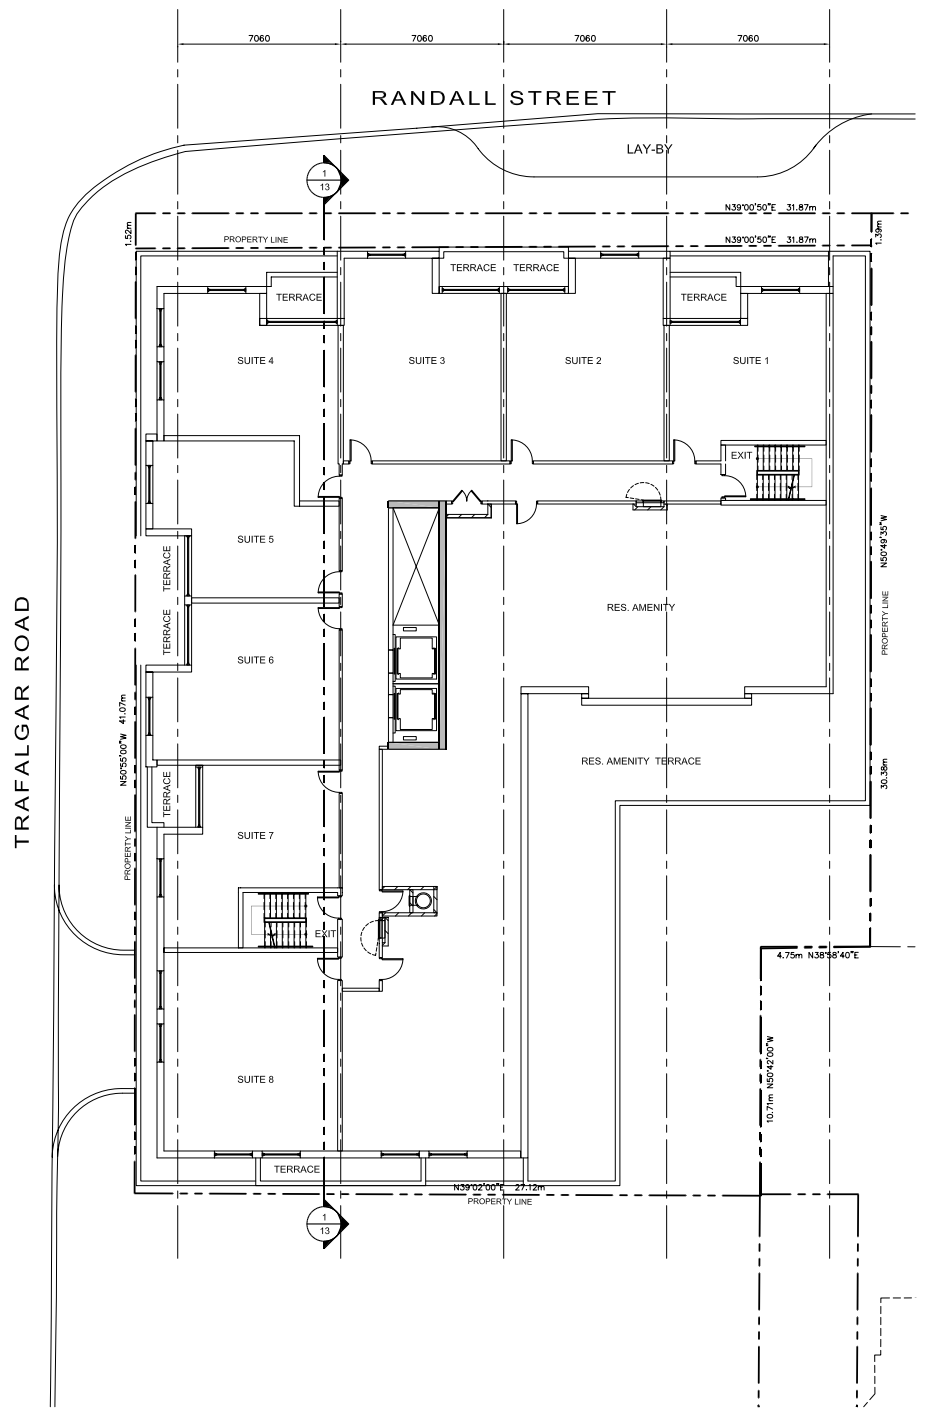 7060 7060 7060 7060
RANDALL STREET
LAY-BY
1
13
N39°00'50"E 31.87m
1.52m
1.39m
PROPERTY LINE
N39°00'50"E 31.87m
TERRACE TERRACE
TERRACE
TERRACE
SUITE 4
SUITE 3
SUITE 2
SUITE 1
EXIT
SUITE 5
TERRACE
N50°49'35"W
RES. AMENITY
PROPERTY LINE
TERRACE
SUITE 6
TRAFALGAR ROAD
N50°55'00"W 41.07m
RES. AMENITY TERRACE
30.38m
TERRACE
SUITE 7
PROPERTY LINE
EXIT
4.75m N38°58'40"E
10.71m N50°42'00"W
SUITE 8
TERRACE
N39°02'00"E 27.12m
PROPERTY LINE
1
13